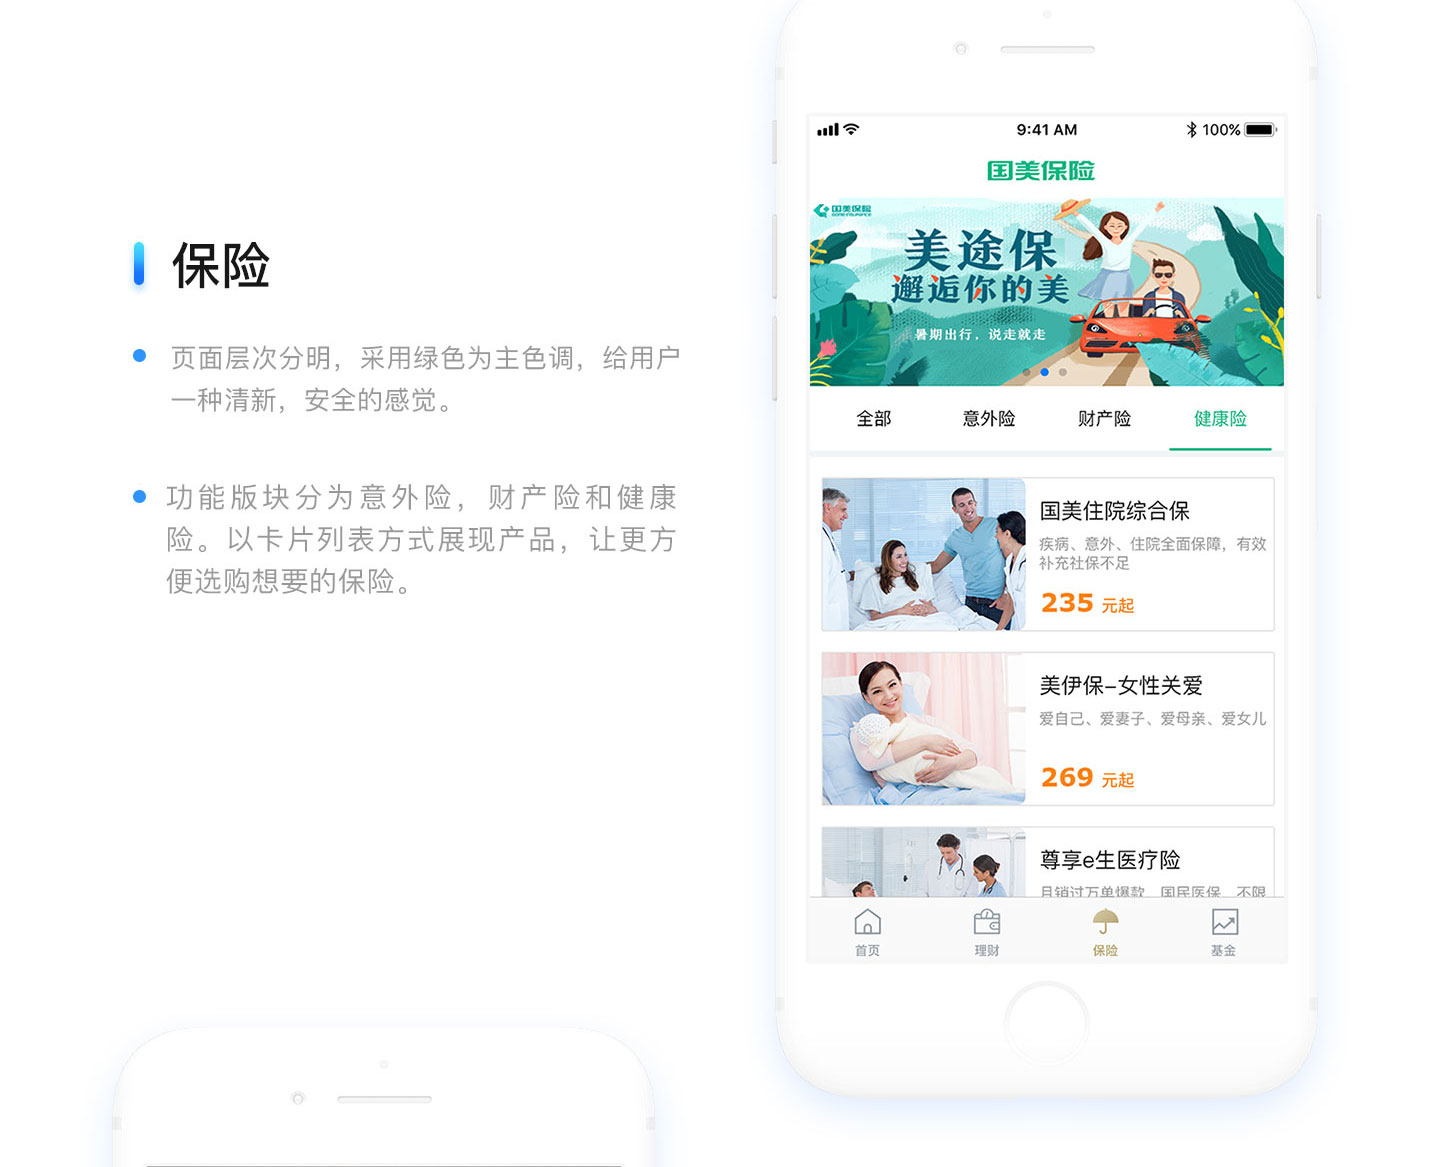 保险
页面层次分明，采用绿色为主色调，给用户
一种清新，安全的感觉。
功能版块分为意外险，财产险和健康
险。以卡片列表方式展现产品，让更方
便选购想要的保险。
9:41 AM
100%
国美保险
国美保险
GOME INSURANCE
美途保
邂逅你的美
暑期出行，说走就走
全部
意外险
财产险
健康险
国美住院综合保
疾病、意外、住院全面保障，有效
补充社保不足
235 元起
美伊保-女性关爱
爱自己、爱妻子、爱母亲、爱女儿
269 元起
尊享e生医疗险
月销过万单爆款，国民医保，不限
首页
理财
保险
基金